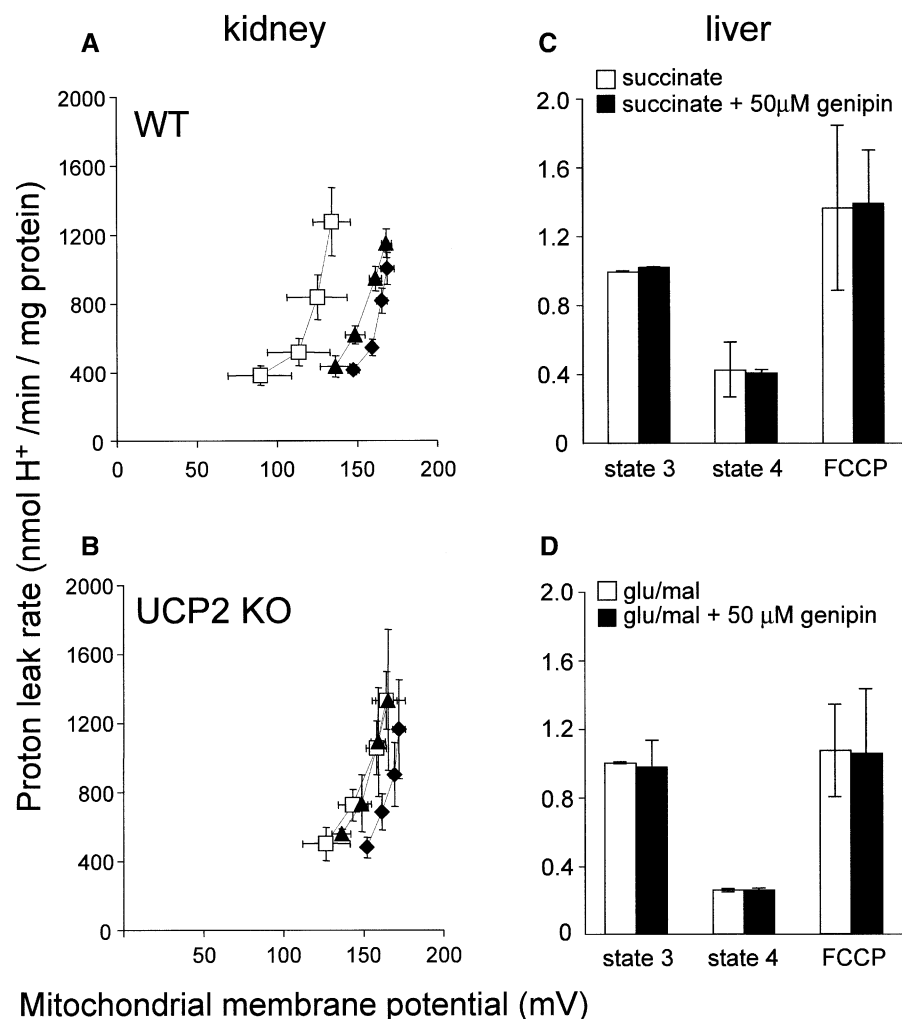 kidney
liver
A
WT
2000
1600
1200
800
400
0
0
50
100
150
200
B
UCP2 KO
2000
1600
1200
800
400
0
50
100
150
200
Proton leak rate (nmol H⁺ /min / mg protein)
Mitochondrial membrane potential (mV)
C
succinate
succinate + 50µM genipin
2.0
1.6
1.2
0.8
0.4
0
state 3
state 4
FCCP
D
glu/mal
glu/mal + 50 µM genipin
2.0
1.6
1.2
0.8
0.4
0
state 3
state 4
FCCP